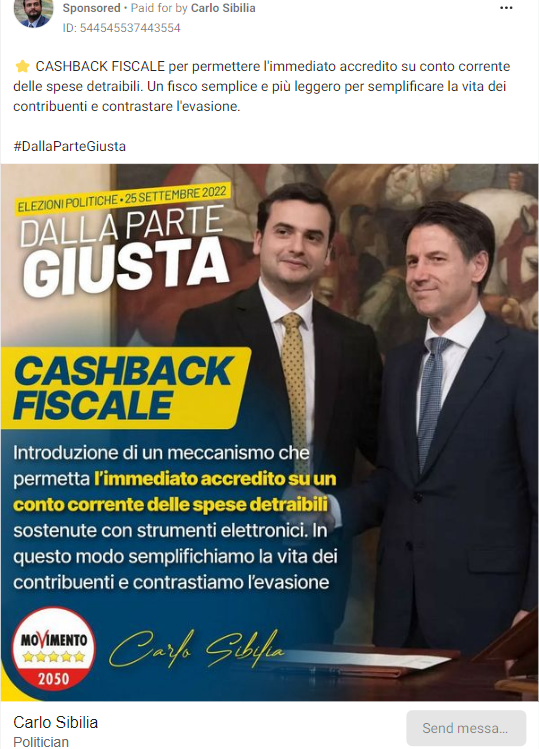 Sponsored • Paid for by Carlo Sibilia
ID: 544545537443554
⭐ CASHBACK FISCALE per permettere l'immediato accredito su conto corrente
delle spese detraibili. Un fisco semplice e più leggero per semplificare la vita dei
contribuenti e contrastare l'evasione.
#DallaParteGiusta
ELEZIONI POLITICHE • 25 SETTEMBRE 2022
DALLA PARTE
GIUSTA
CASHBACK
FISCALE
Introduzione di un meccanismo che
permetta l'immediato accredito su un
conto corrente delle spese detraibili
sostenute con strumenti elettronici. In
questo modo semplifichiamo la vita dei
contribuenti e contrastiamo l'evasione
MOVIMENTO
2050
Carlo Sibilia
Carlo Sibilia
Politician
Send messa...